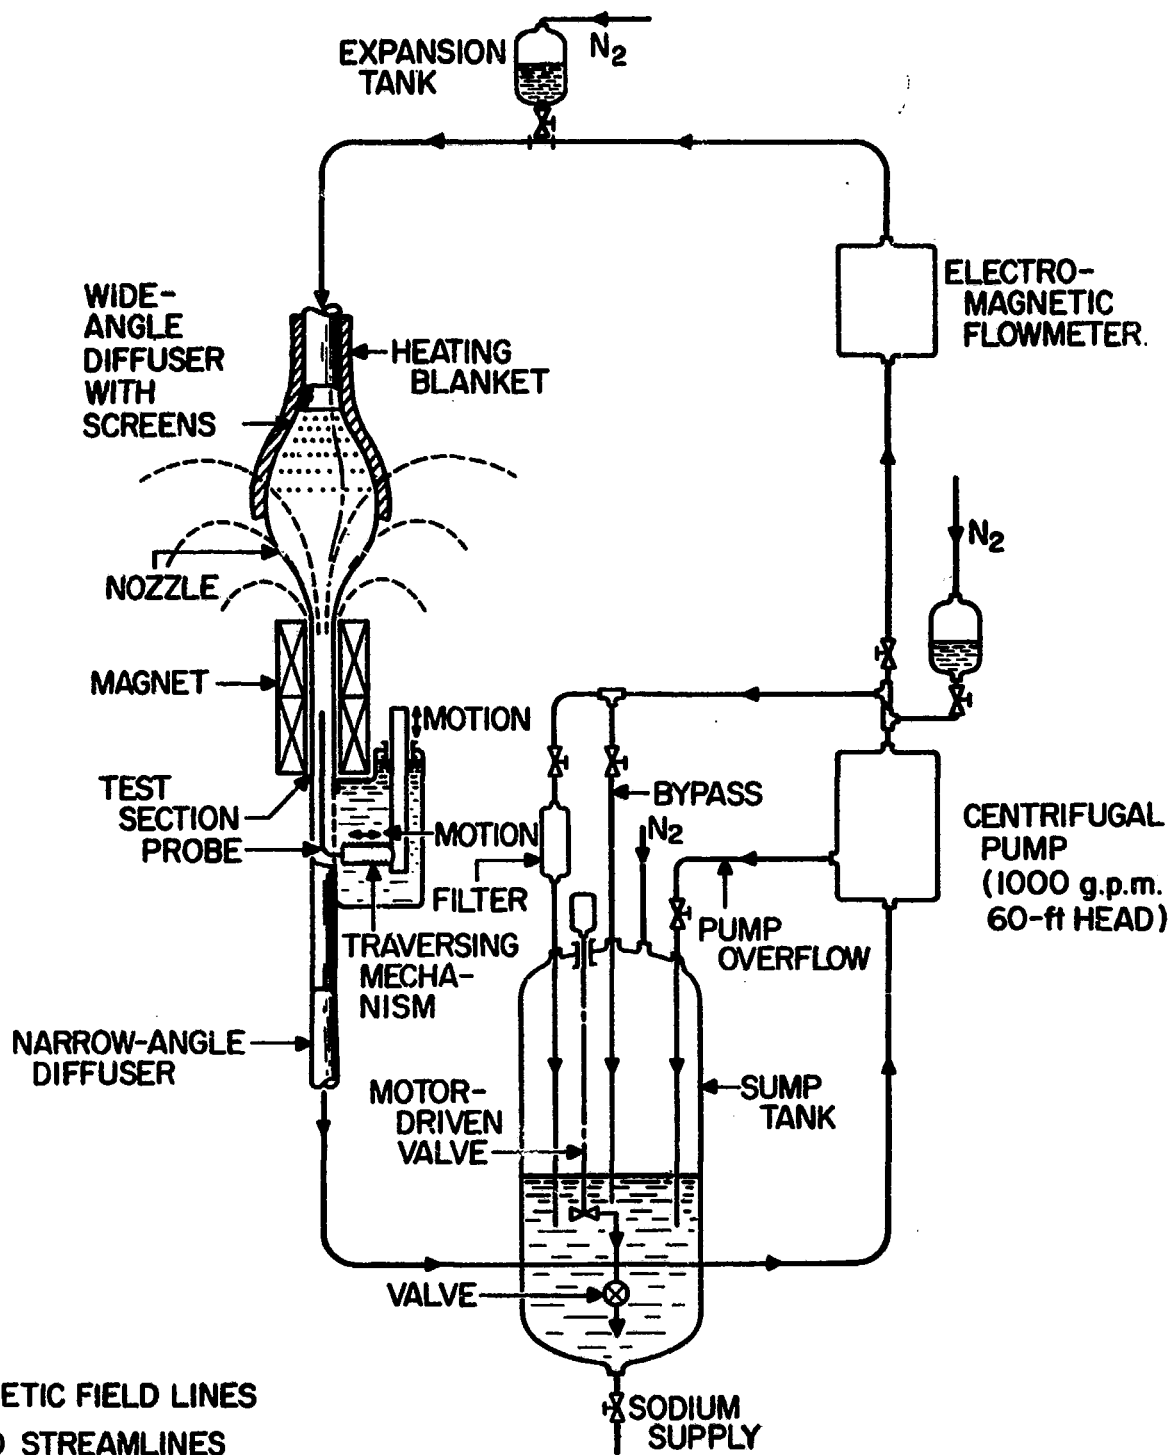 EXPANSION
TANK
N2
WIDE-
ANGLE
DIFFUSER
WITH
SCREENS
HEATING
BLANKET
ELECTRO-
MAGNETIC
FLOWMETER.
NOZZLE
N2
MAGNET
MOTION
TEST
SECTION
PROBE
MOTION
BYPASS
N2
FILTER
CENTRIFUGAL
PUMP
(1000 g.p.m.
60-ft HEAD)
TRAVERSING
MECHA-
NISM
PUMP
OVERFLOW
NARROW-ANGLE
DIFFUSER
MOTOR-
DRIVEN
VALVE
SUMP
TANK
VALVE
SODIUM
SUPPLY
ETIC FIELD LINES
STREAMLINES